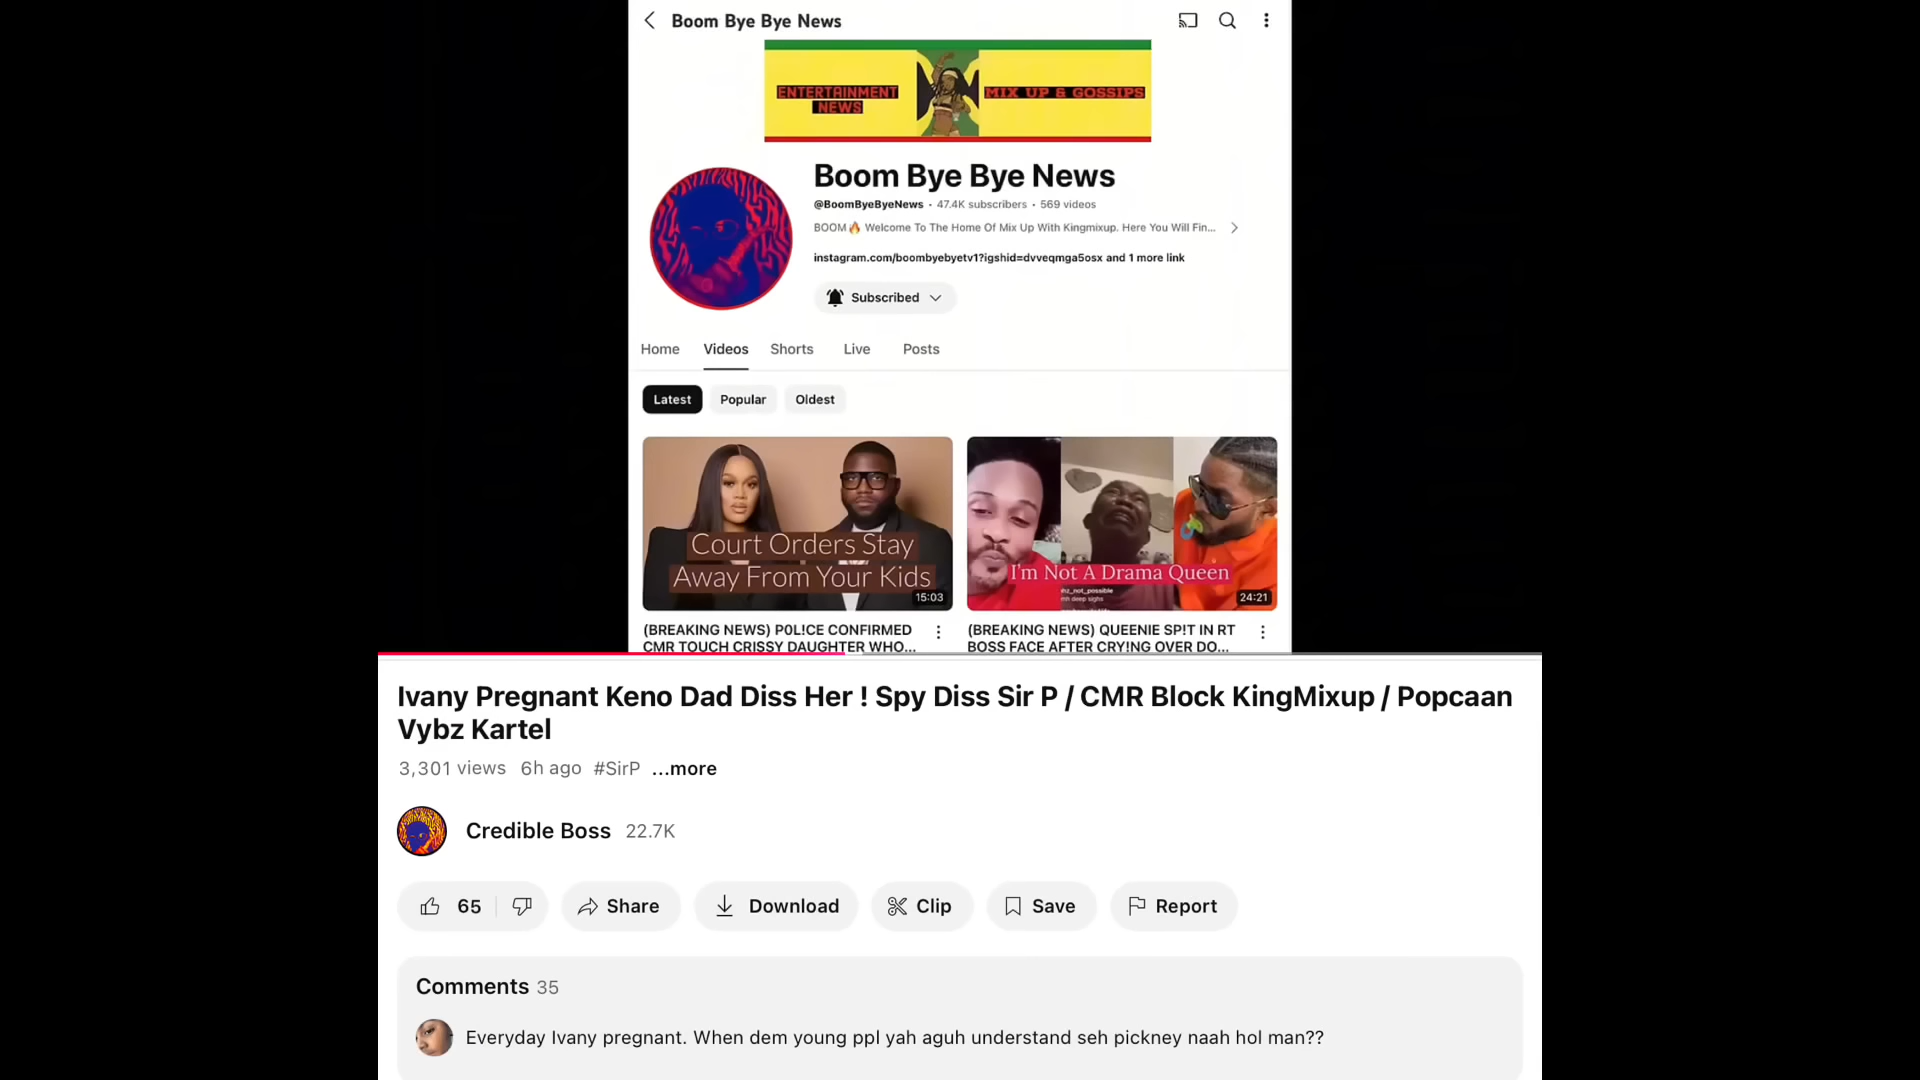 Boom Bye Bye News
ENTERTAINMENT
NEWS
MIX UP & GOSSIPS
Boom Bye Bye News
@BoomByeByeNews · 47.4K subscribers · 569 videos
BOOM🔥 Welcome To The Home Of Mix Up With Kingmixup. Here You Will Fin...
instagram.com/boombyebyetv1?igshid=dvveqmga5osx and 1 more link
Subscribed
Home Videos Shorts Live Posts
Latest Popular Oldest
Court Orders Stay
Away From Your Kids
15:03
I'm Not A Drama Queen
24:21
(BREAKING NEWS) P0L!CE CONFIRMED
CMR TOUCH CRISSY DAUGHTER WHO...
(BREAKING NEWS) QUEENIE SP!T IN RT
BOSS FACE AFTER CRY!NG OVER DO...
Ivany Pregnant Keno Dad Diss Her ! Spy Diss Sir P / CMR Block KingMixup / Popcaan
Vybz Kartel
3,301 views 6h ago #SirP ...more
Credible Boss 22.7K
65 Share Download Clip Save Report
Comments 35
Everyday Ivany pregnant. When dem young ppl yah aguh understand seh pickney naah hol man??